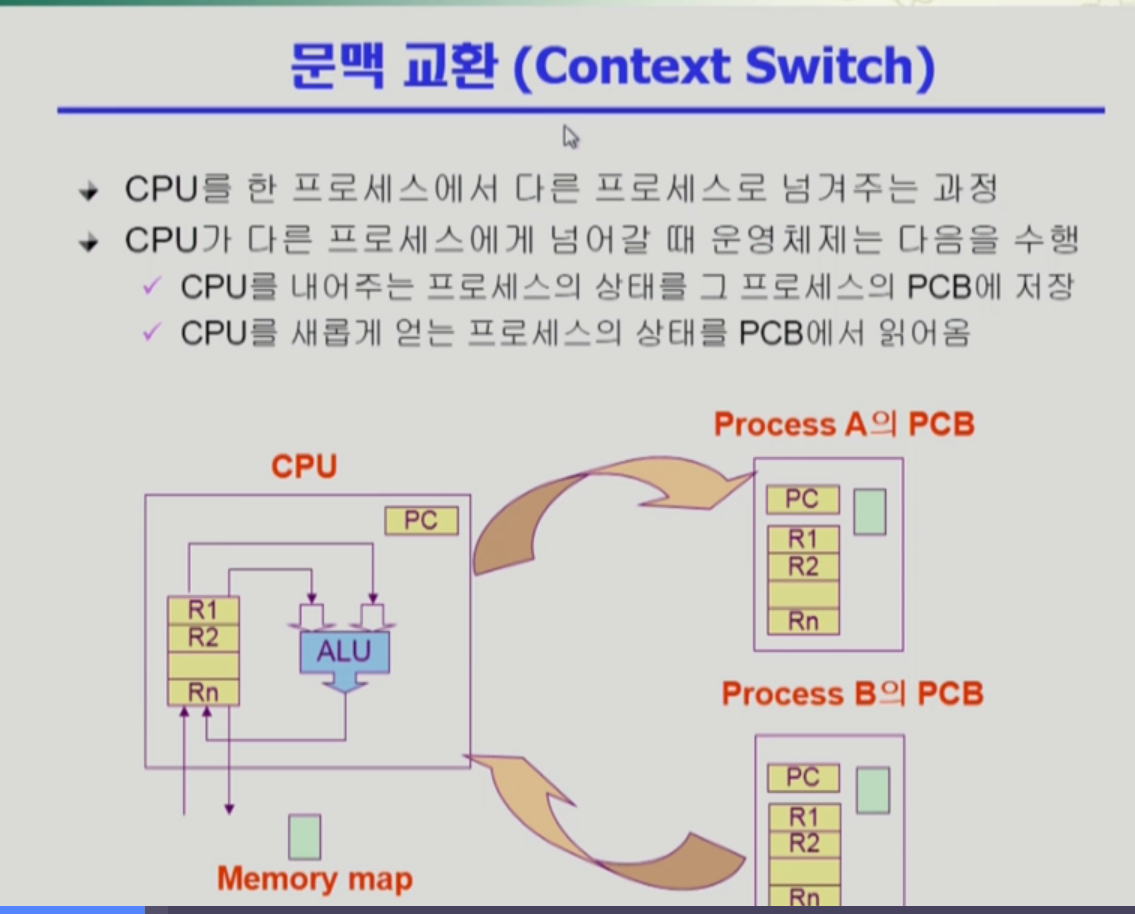 문맥 교환 (Context Switch)
CPU를 한 프로세스에서 다른 프로세스로 넘겨주는 과정
CPU가 다른 프로세스에게 넘어갈 때 운영체제는 다음을 수행
CPU를 내어주는 프로세스의 상태를 그 프로세스의 PCB에 저장
CPU를 새롭게 얻는 프로세스의 상태를 PCB에서 읽어옴
CPU
PC
R1
R2
Rn
ALU
Memory map
Process A의 PCB
PC
R1
R2
Rn
Process B의 PCB
PC
R1
R2
Rn